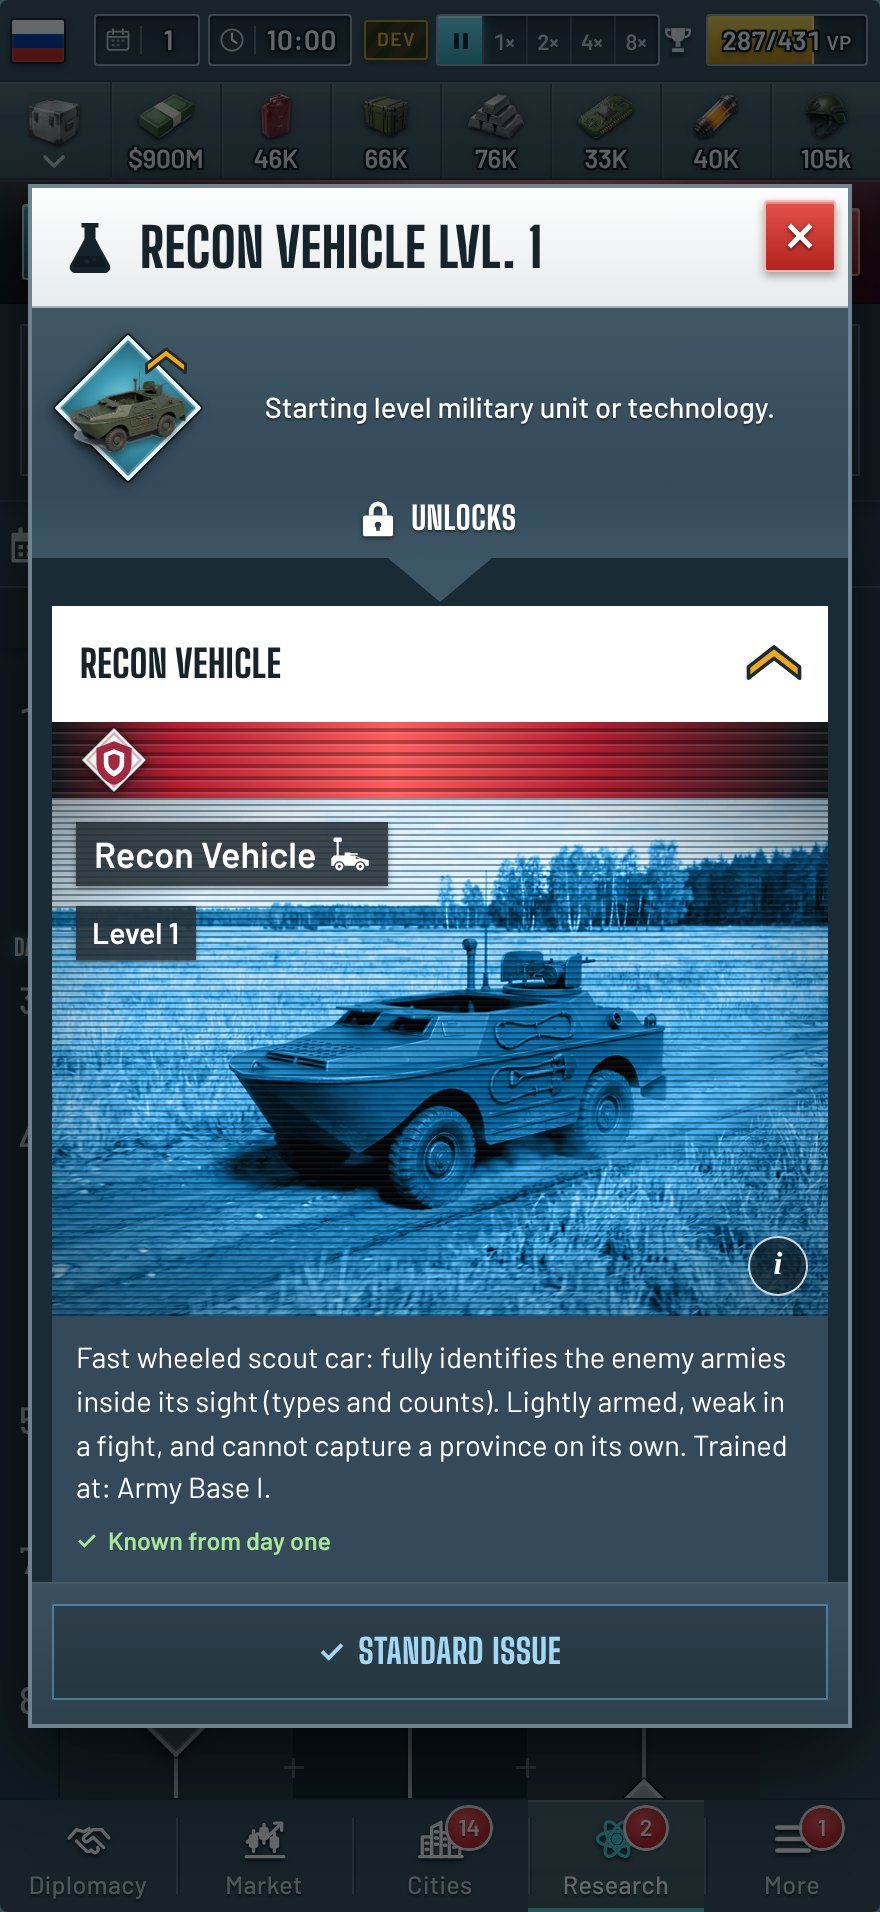 1
10:00
DEV
1×
2×
4×
8×
287/431 VP
$900M
46K
66K
76K
33K
40K
105k
RECON VEHICLE LVL. 1
Starting level military unit or technology.
UNLOCKS
RECON VEHICLE
Recon Vehicle
Level 1
i
Fast wheeled scout car: fully identifies the enemy armies
inside its sight (types and counts). Lightly armed, weak in
a fight, and cannot capture a province on its own. Trained
at: Army Base I.
Known from day one
STANDARD ISSUE
14
2
1
Diplomacy
Market
Cities
Research
More